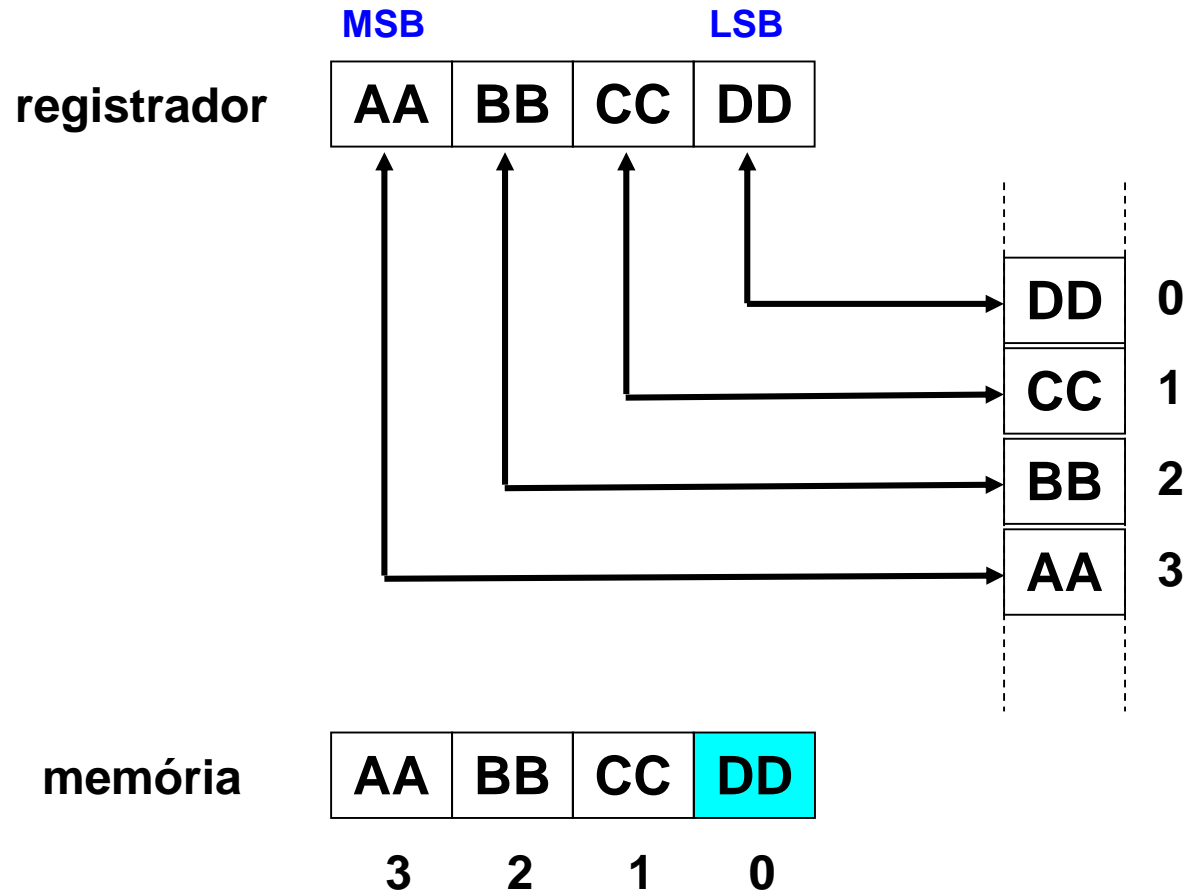 MSB LSB
registrador AA BB CC DD
DD 0
CC 1
BB 2
AA 3
memória AA BB CC DD
3 2 1 0